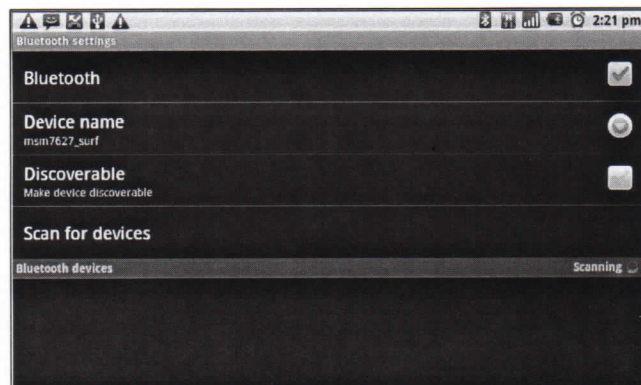 2:21 pm
Bluetooth settings
Bluetooth
Device name
msm7627_surf
Discoverable
Make device discoverable
Scan for devices
Bluetooth devices
Scanning